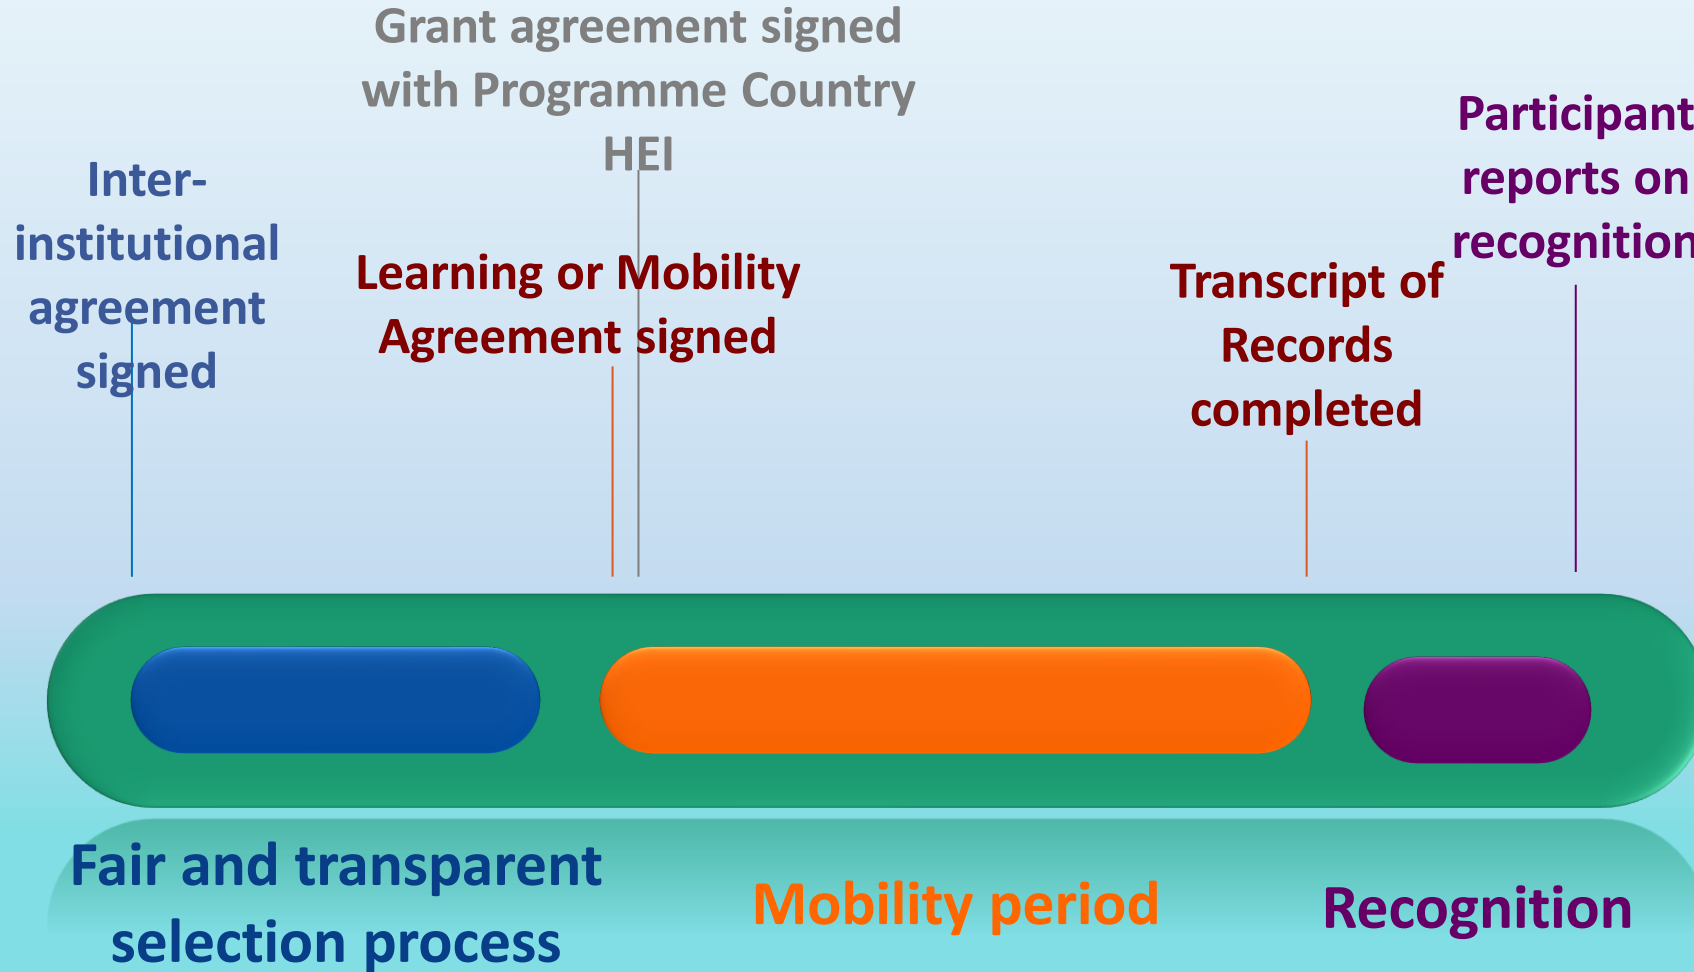 Grant agreement signed
with Programme Country
HEI
Inter-
institutional
agreement
signed
Learning or Mobility
Agreement signed
Transcript of
Records
completed
Participant
reports on
recognition
Fair and transparent
selection process
Mobility period
Recognition